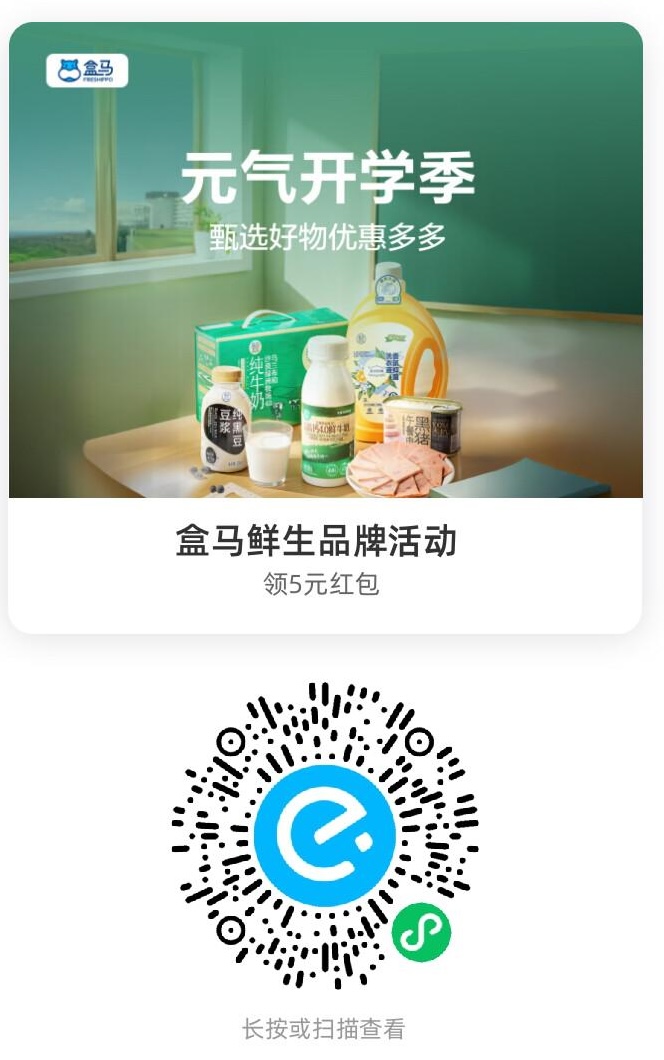 盒马
FRESHIPPO
元气开学季
甄选好物优惠多多
纯牛奶
纯黑豆
豆浆
黑猪
盒马鲜生品牌活动
领5元红包
长按或扫描查看